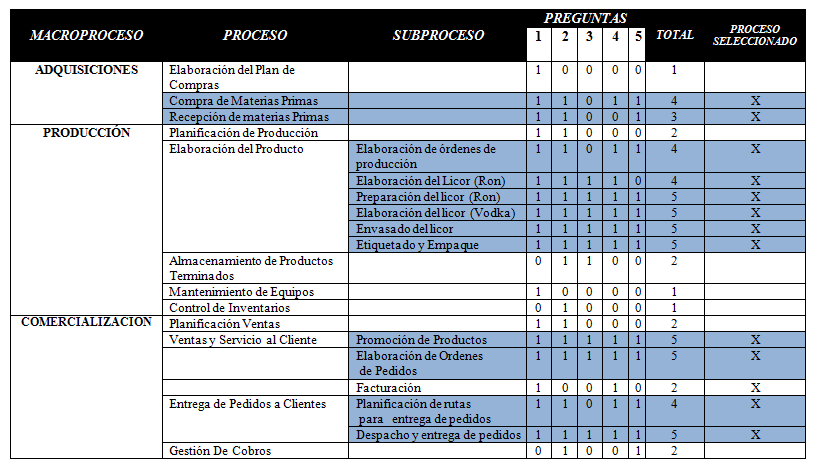 PREGUNTAS
MACROPROCESO PROCESO SUBPROCESO 1 2 3 4 5 TOTAL PROCESO SELECCIONADO
ADQUISICIONES Elaboración del Plan de Compras 1 0 0 0 0 1
Compra de Materias Primas 1 1 0 1 1 4 X
Recepción de materias Primas 1 1 0 0 1 3 X
PRODUCCIÓN Planificación de Producción 1 1 0 0 0 2
Elaboración del Producto Elaboración de órdenes de producción 1 1 0 1 1 4 X
Elaboración del Licor (Ron) 1 1 1 1 0 4 X
Preparación del licor (Ron) 1 1 1 1 1 5 X
Elaboración del licor (Vodka) 1 1 1 1 1 5 X
Envasado del licor 1 1 1 1 1 5 X
Etiquetado y Empaque 1 1 1 1 1 5 X
Almacenamiento de Productos Terminados 0 1 1 0 0 2
Mantenimiento de Equipos 1 0 0 0 0 1
Control de Inventarios 0 1 0 0 0 1
COMERCIALIZACION Planificación Ventas 1 1 0 0 0 2
Ventas y Servicio al Cliente Promoción de Productos 1 1 1 1 1 5 X
Elaboración de Ordenes de Pedidos 1 1 1 1 1 5 X
Facturación 1 0 0 1 0 2 X
Entrega de Pedidos a Clientes Planificación de rutas para entrega de pedidos 1 1 0 1 1 4 X
Despacho y entrega de pedidos 1 1 1 1 1 5 X
Gestión De Cobros 0 1 0 0 1 2